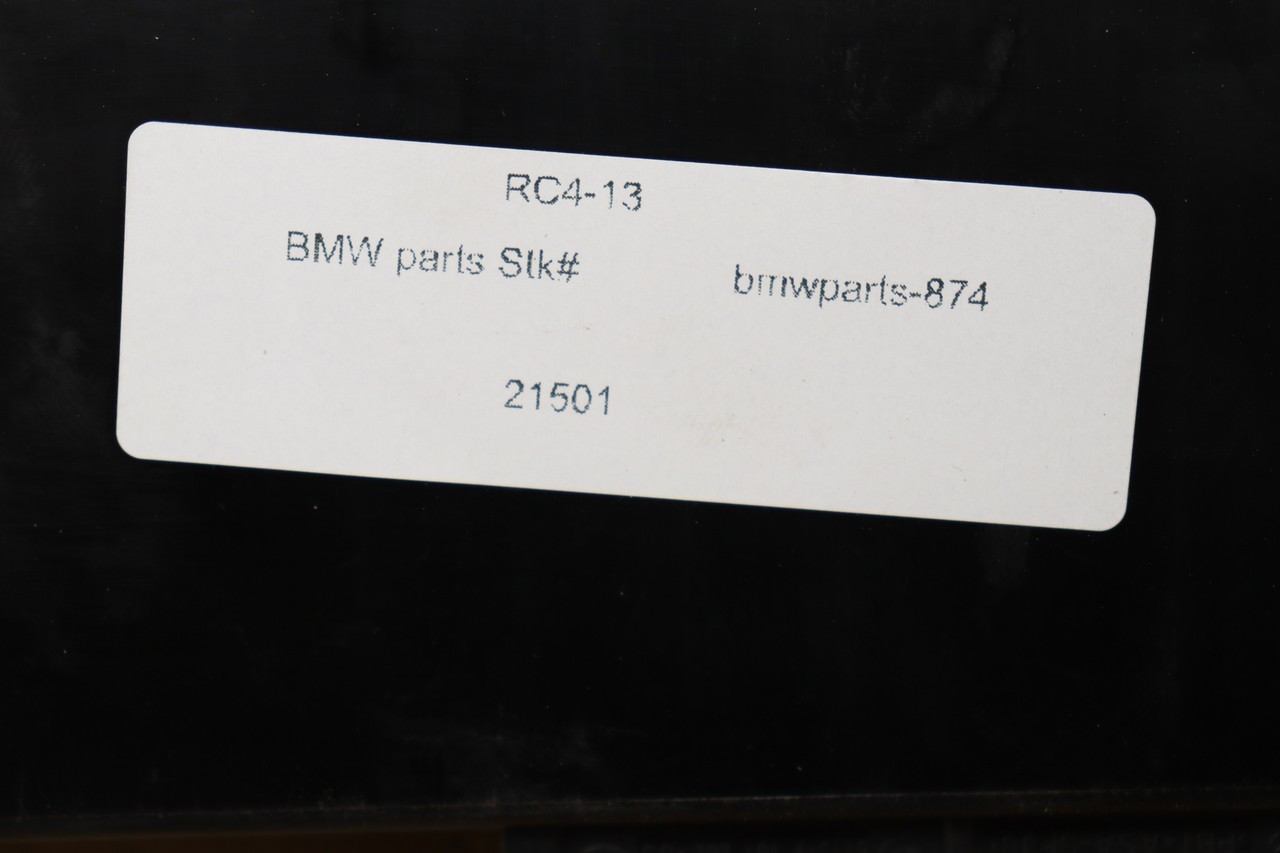 RC4-13
BMW parts Stk#
bmwparts-874
21501